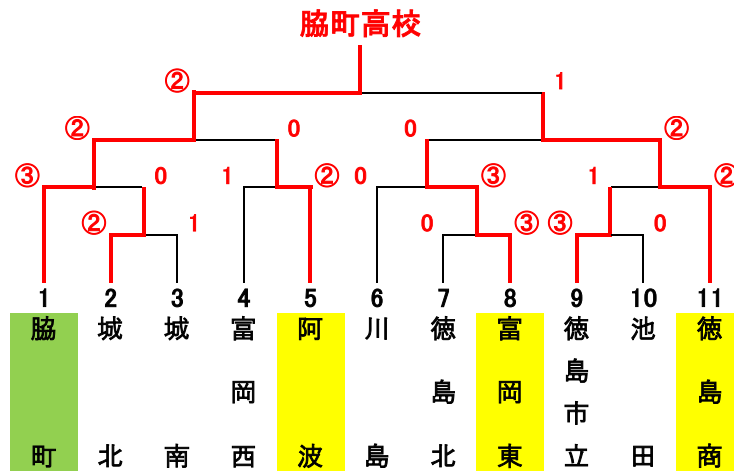 脇町高校
② 1
② 0 0 ②
③ 0 1 ② 0 ③ 1 ②
② 1 0 ③ ③ 0
1 2 3 4 5 6 7 8 9 10 11
脇町
城北
城南
富岡西
阿波
川島
徳島北
富岡東
徳島市立
池田
徳島商